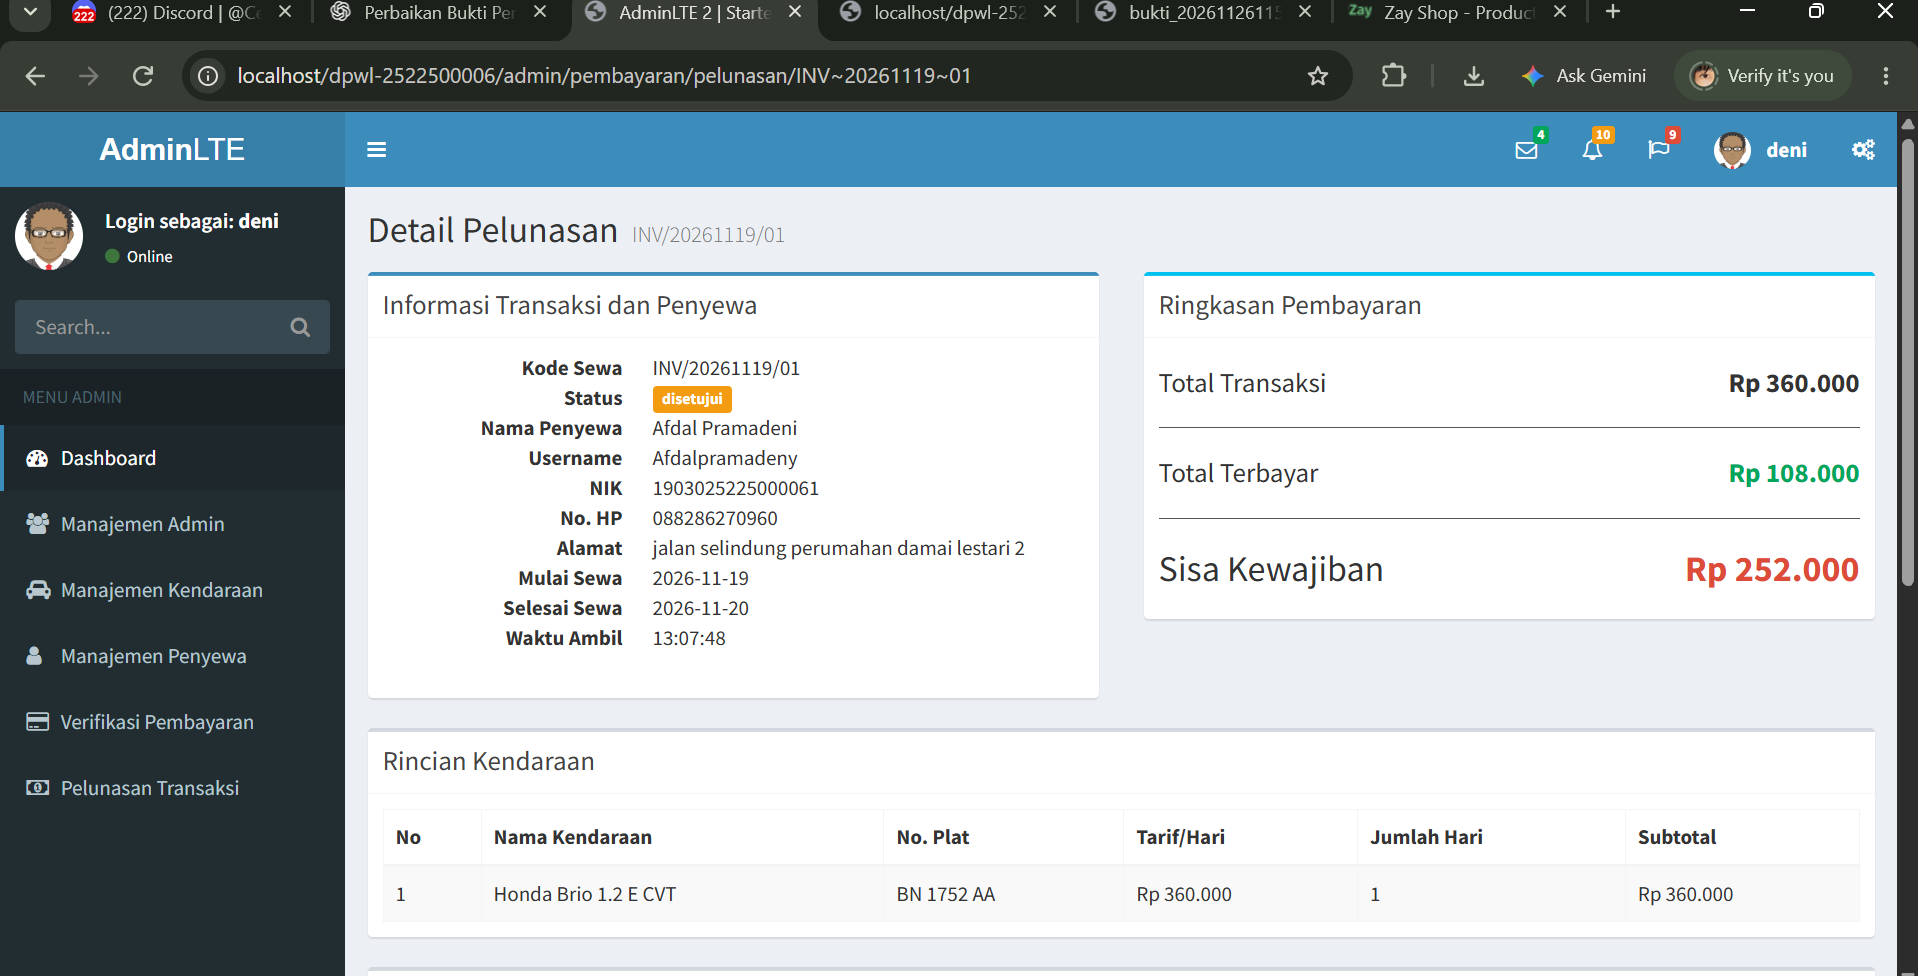 (222) Discord | @Ce
Perbaikan Bukti Per
AdminLTE 2 | Starte
localhost/dpwl-252
bukti_20261126115
Zay Zay Shop - Product
localhost/dpwl-2522500006/admin/pembayaran/pelunasan/INV~20261119~01
Ask Gemini
Verify it's you
AdminLTE
4
10
9
deni
Login sebagai: deni
Online
Search...
MENU ADMIN
Dashboard
Manajemen Admin
Manajemen Kendaraan
Manajemen Penyewa
Verifikasi Pembayaran
Pelunasan Transaksi
Detail Pelunasan INV/20261119/01
Informasi Transaksi dan Penyewa
Kode Sewa INV/20261119/01
Status disetujui
Nama Penyewa Afdal Pramadeni
Username Afdalpramadeny
NIK 1903025225000061
No. HP 088286270960
Alamat jalan selindung perumahan damai lestari 2
Mulai Sewa 2026-11-19
Selesai Sewa 2026-11-20
Waktu Ambil 13:07:48
Ringkasan Pembayaran
Total Transaksi Rp 360.000
Total Terbayar Rp 108.000
Sisa Kewajiban Rp 252.000
Rincian Kendaraan
No Nama Kendaraan No. Plat Tarif/Hari Jumlah Hari Subtotal
1 Honda Brio 1.2 E CVT BN 1752 AA Rp 360.000 1 Rp 360.000